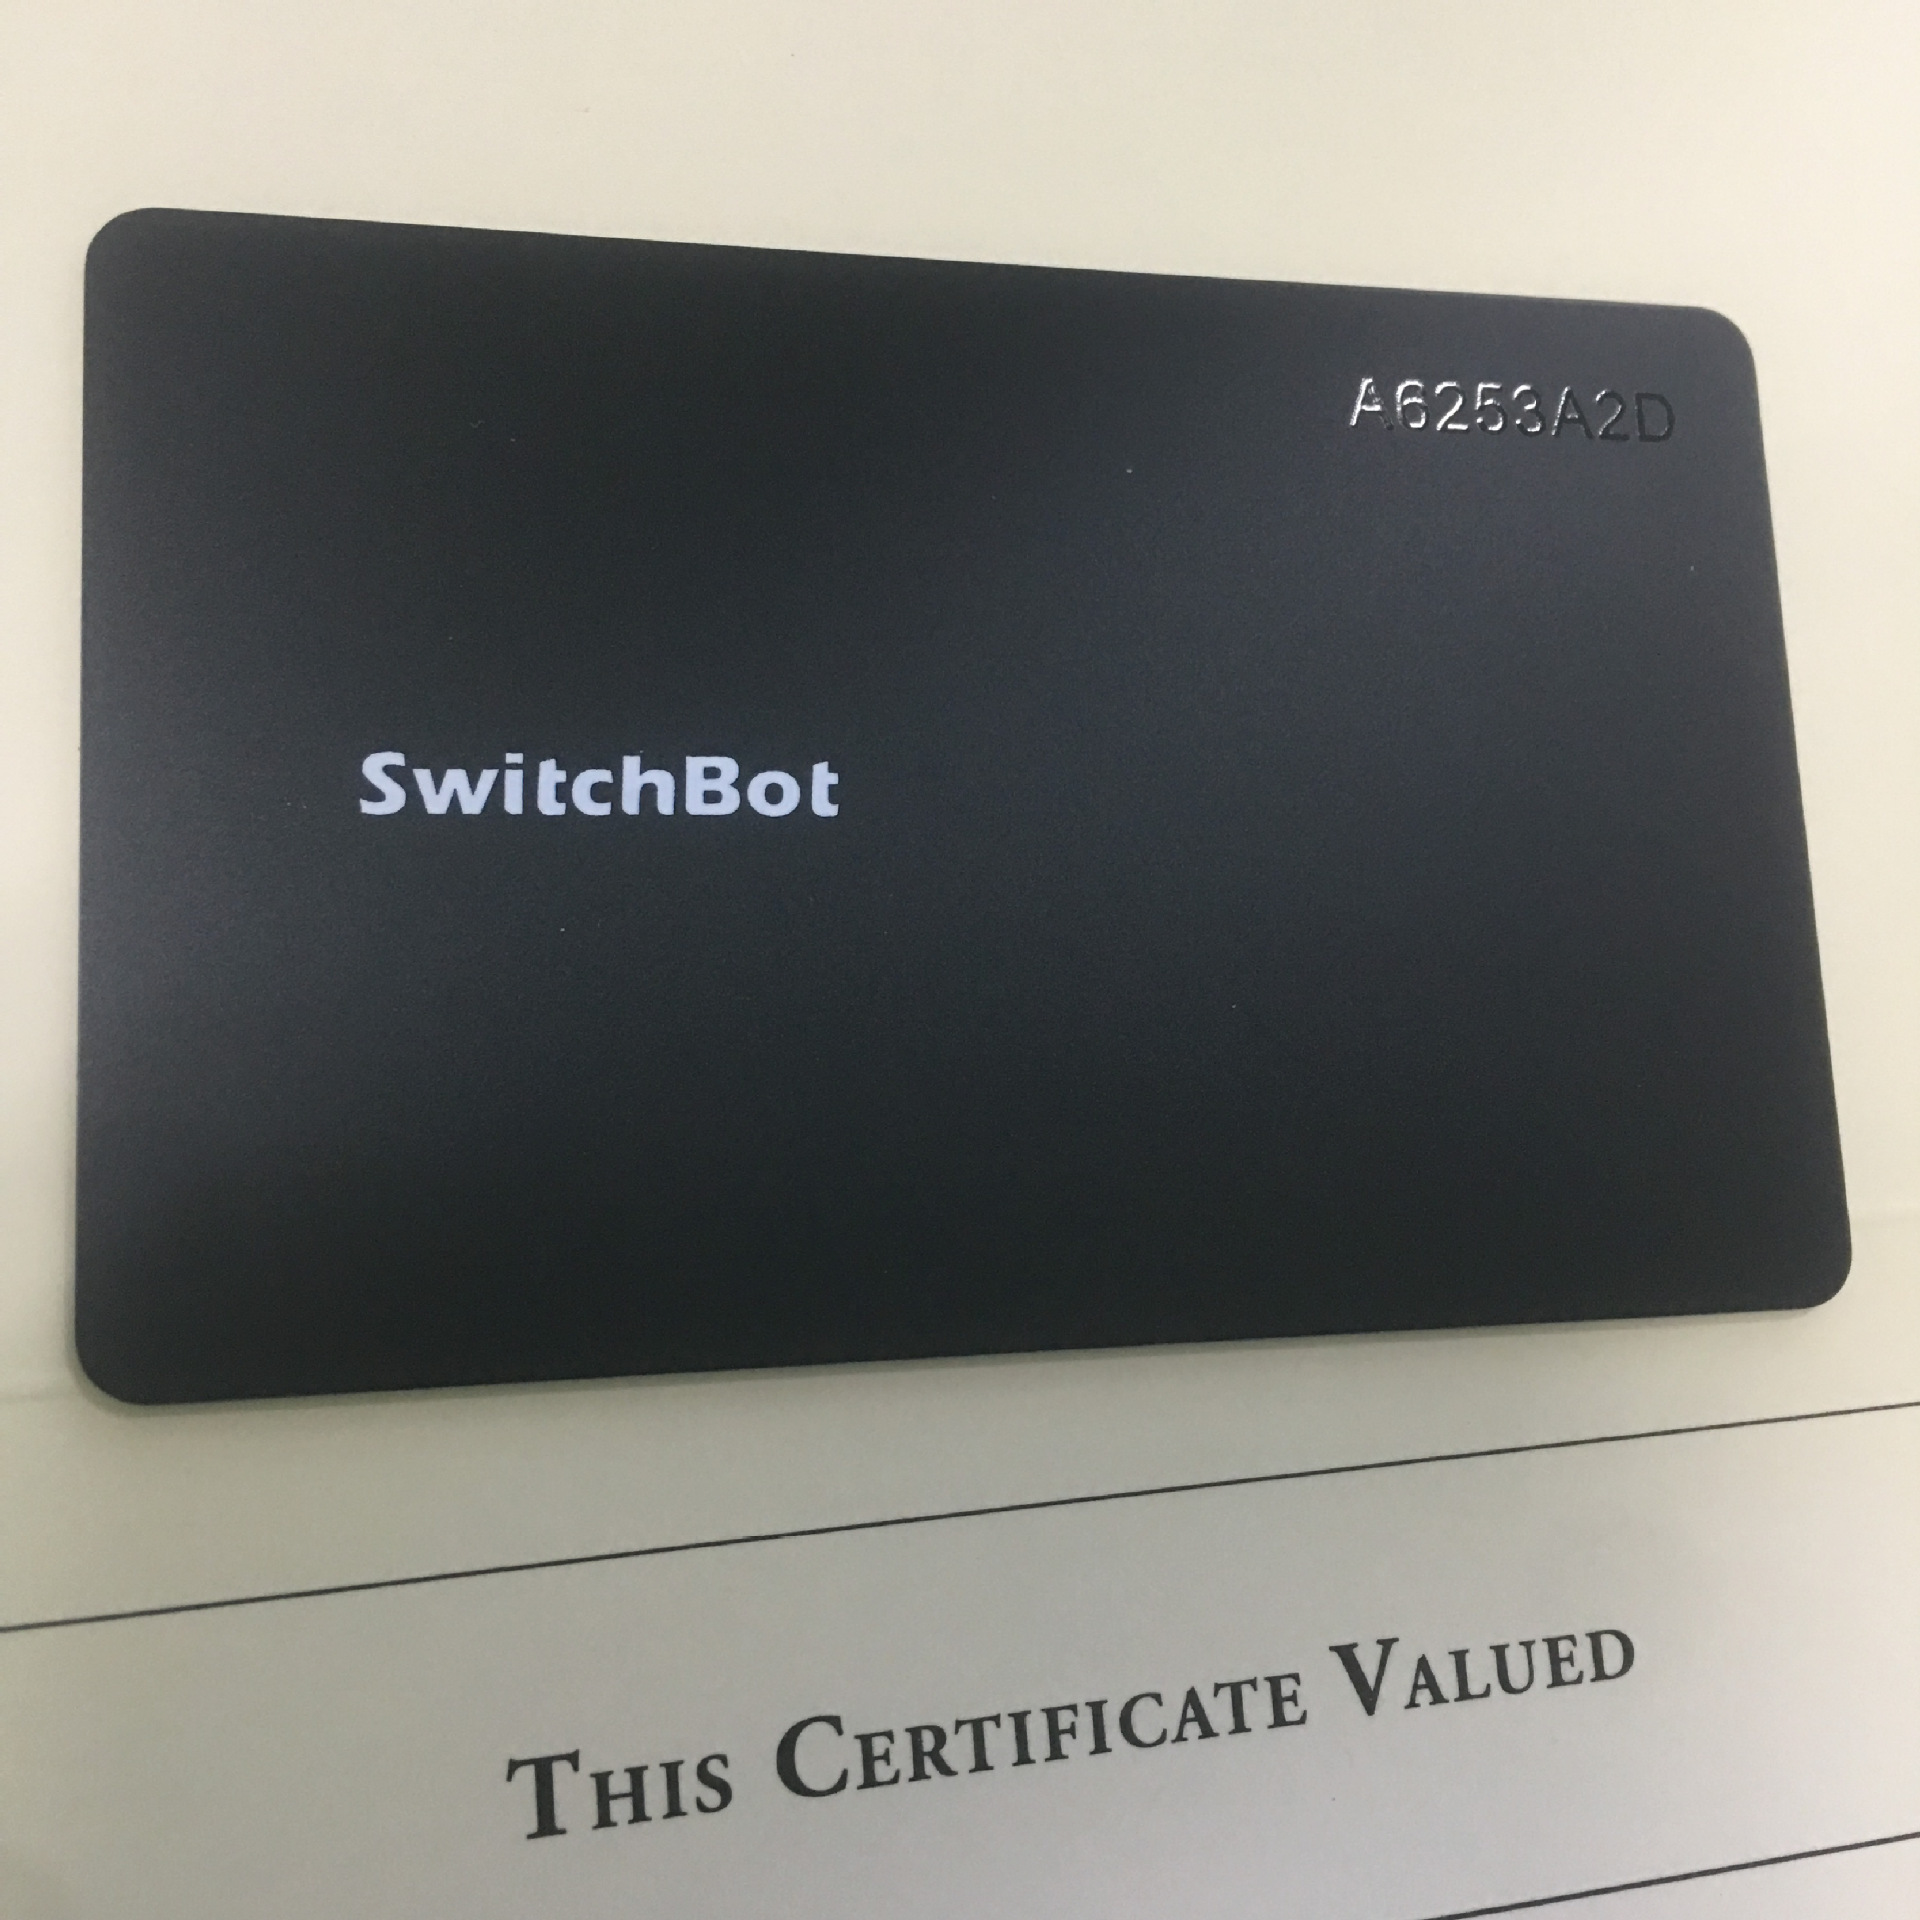 A6253A2D
SwitchBot
THIS CERTIFICATE VALUED